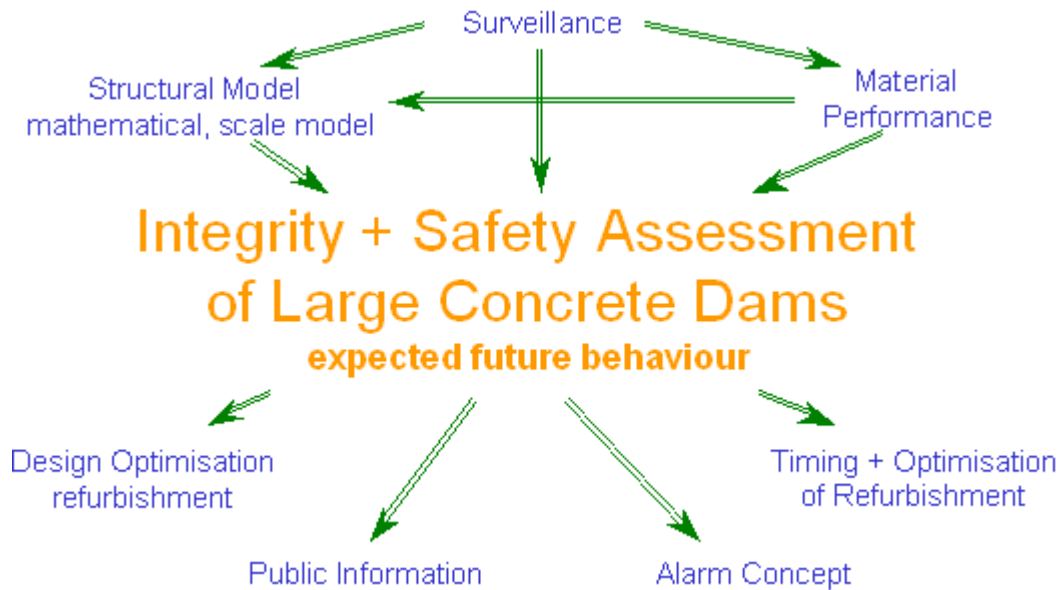 Surveillance
Structural Model
mathematical, scale model
Material
Performance
Integrity + Safety Assessment
of Large Concrete Dams
expected future behaviour
Design Optimisation
refurbishment
Timing + Optimisation
of Refurbishment
Public Information
Alarm Concept